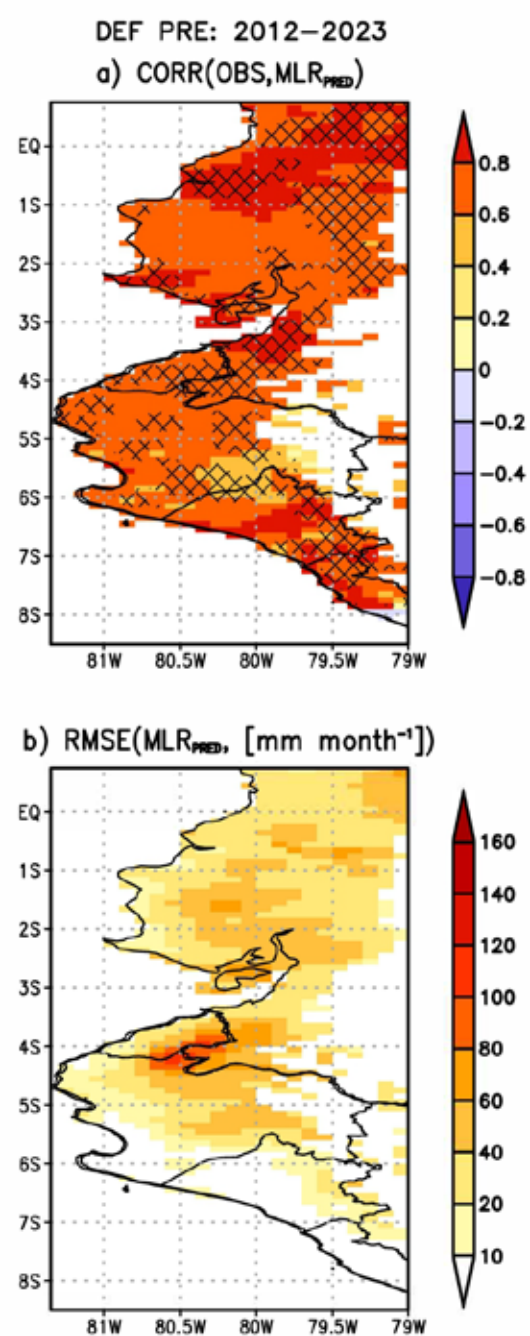 DEF PRE: 2012–2023
a) CORR(OBS,MLR_PRED)
EQ
1S
2S
3S
4S
5S
6S
7S
8S
81W 80.5W 80W 79.5W 79W
0.8
0.6
0.4
0.2
0
−0.2
−0.4
−0.6
−0.8
b) RMSE(MLR_PRED, [mm month⁻¹])
EQ
1S
2S
3S
4S
5S
6S
7S
8S
81W 80.5W 80W 79.5W 79W
160
140
120
100
80
60
40
20
10